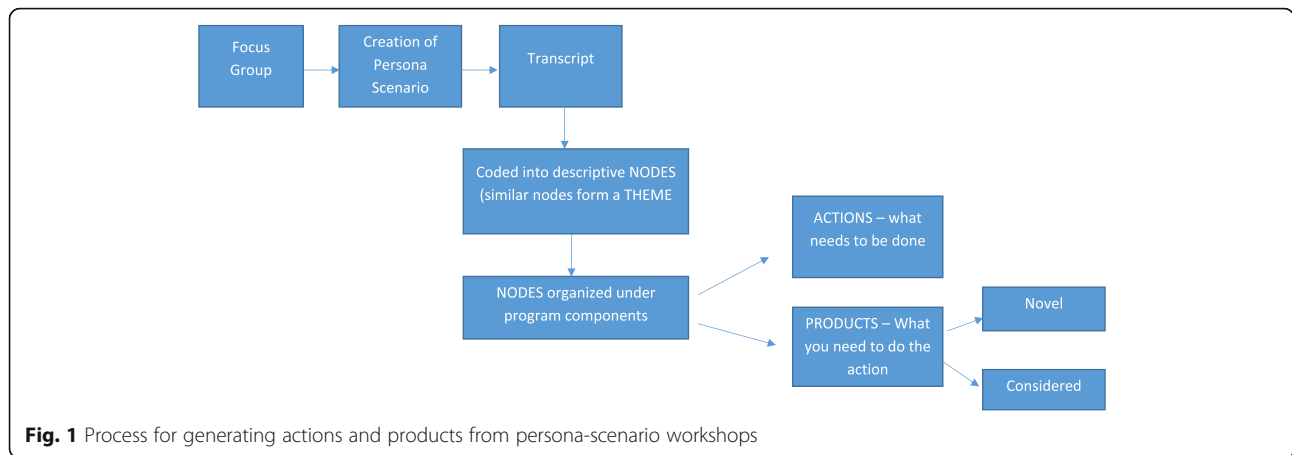 Focus
Group
Creation of
Persona
Scenario
Transcript
Coded into descriptive NODES
(similar nodes form a THEME
NODES organized under
program components
ACTIONS – what
needs to be done
PRODUCTS – What
you need to do the
action
Novel
Considered
Fig. 1 Process for generating actions and products from persona-scenario workshops